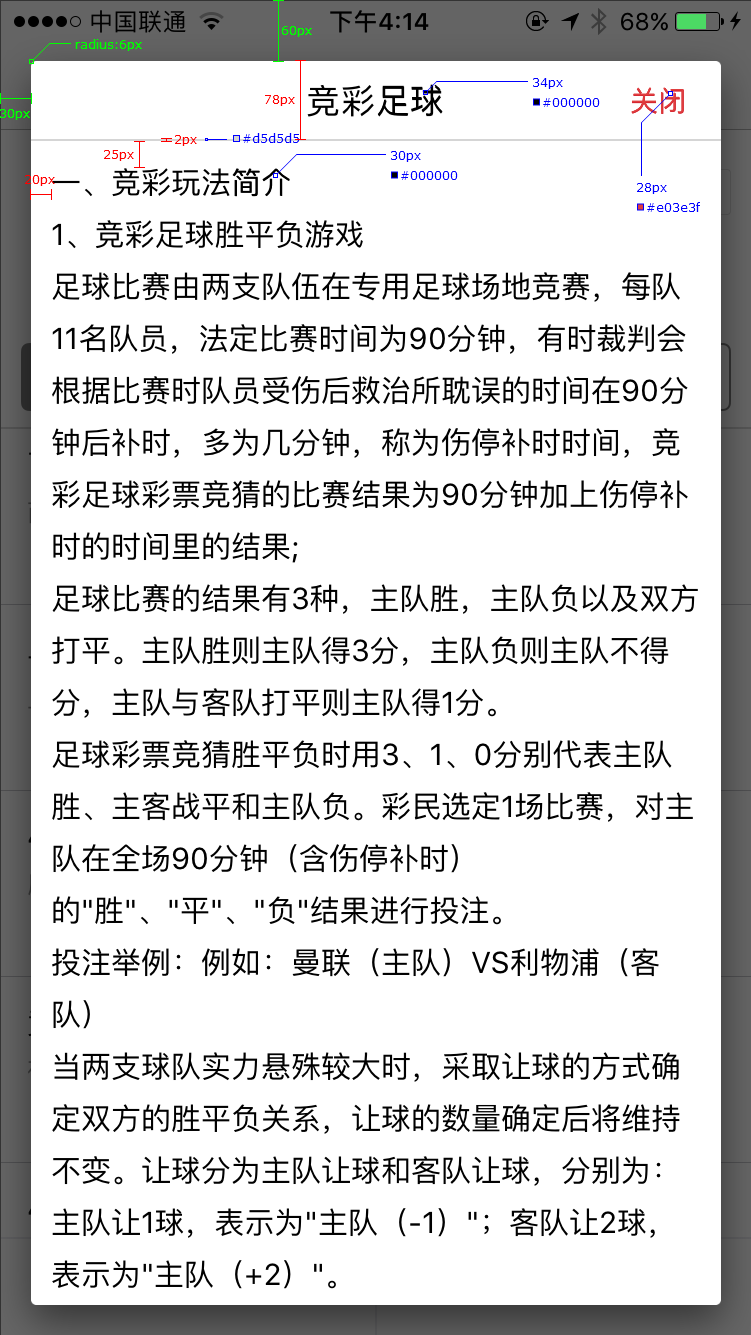 中国联通 下午4:14 68%
60px
radius:6px
30px
78px 竞彩足球 34px #000000 关闭
2px #d5d5d5
25px
30px #000000
28px #e03e3f
20px
一、竞彩玩法简介
1、竞彩足球胜平负游戏
足球比赛由两支队伍在专用足球场地竞赛，每队
11名队员，法定比赛时间为90分钟，有时裁判会
根据比赛时队员受伤后救治所耽误的时间在90分
钟后补时，多为几分钟，称为伤停补时时间，竞
彩足球彩票竞猜的比赛结果为90分钟加上伤停补
时的时间里的结果;
足球比赛的结果有3种，主队胜，主队负以及双方
打平。主队胜则主队得3分，主队负则主队不得
分，主队与客队打平则主队得1分。
足球彩票竞猜胜平负时用3、1、0分别代表主队
胜、主客战平和主队负。彩民选定1场比赛，对主
队在全场90分钟（含伤停补时）
的"胜"、"平"、"负"结果进行投注。
投注举例：例如：曼联（主队）VS利物浦（客
队）
当两支球队实力悬殊较大时，采取让球的方式确
定双方的胜平负关系，让球的数量确定后将维持
不变。让球分为主队让球和客队让球，分别为：
主队让1球，表示为"主队（-1）"；客队让2球，
表示为"主队（+2）"。